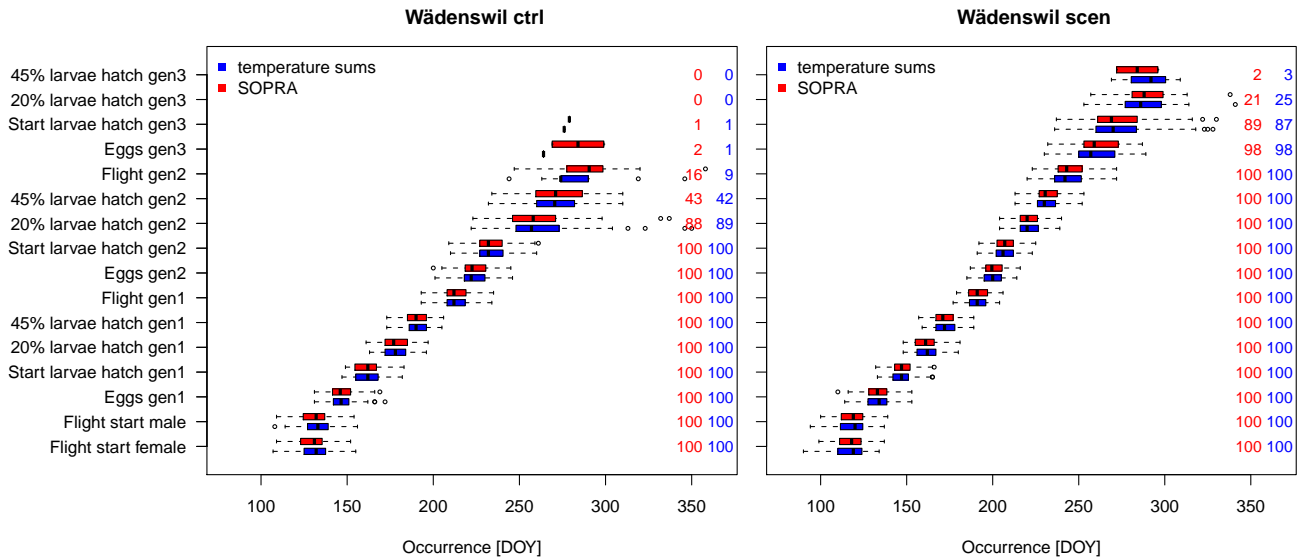 Wädenswil ctrl
Wädenswil scen
temperature sums
SOPRA
temperature sums
SOPRA
45% larvae hatch gen3 0 0 2 3
20% larvae hatch gen3 0 0 21 25
Start larvae hatch gen3 1 1 89 87
Eggs gen3 2 1 98 98
Flight gen2 16 9 100 100
45% larvae hatch gen2 43 42 100 100
20% larvae hatch gen2 88 89 100 100
Start larvae hatch gen2 100 100 100 100
Eggs gen2 100 100 100 100
Flight gen1 100 100 100 100
45% larvae hatch gen1 100 100 100 100
20% larvae hatch gen1 100 100 100 100
Start larvae hatch gen1 100 100 100 100
Eggs gen1 100 100 100 100
Flight start male 100 100 100 100
Flight start female 100 100 100 100
100 150 200 250 300 350
100 150 200 250 300 350
Occurrence [DOY]
Occurrence [DOY]